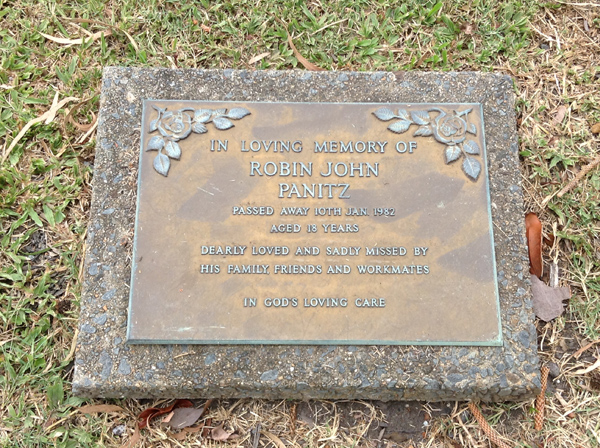 IN LOVING MEMORY OF
ROBIN JOHN
PANITZ
PASSED AWAY 10TH JAN. 1982
AGED 18 YEARS
DEARLY LOVED AND SADLY MISSED BY
HIS FAMILY, FRIENDS AND WORKMATES
IN GOD'S LOVING CARE